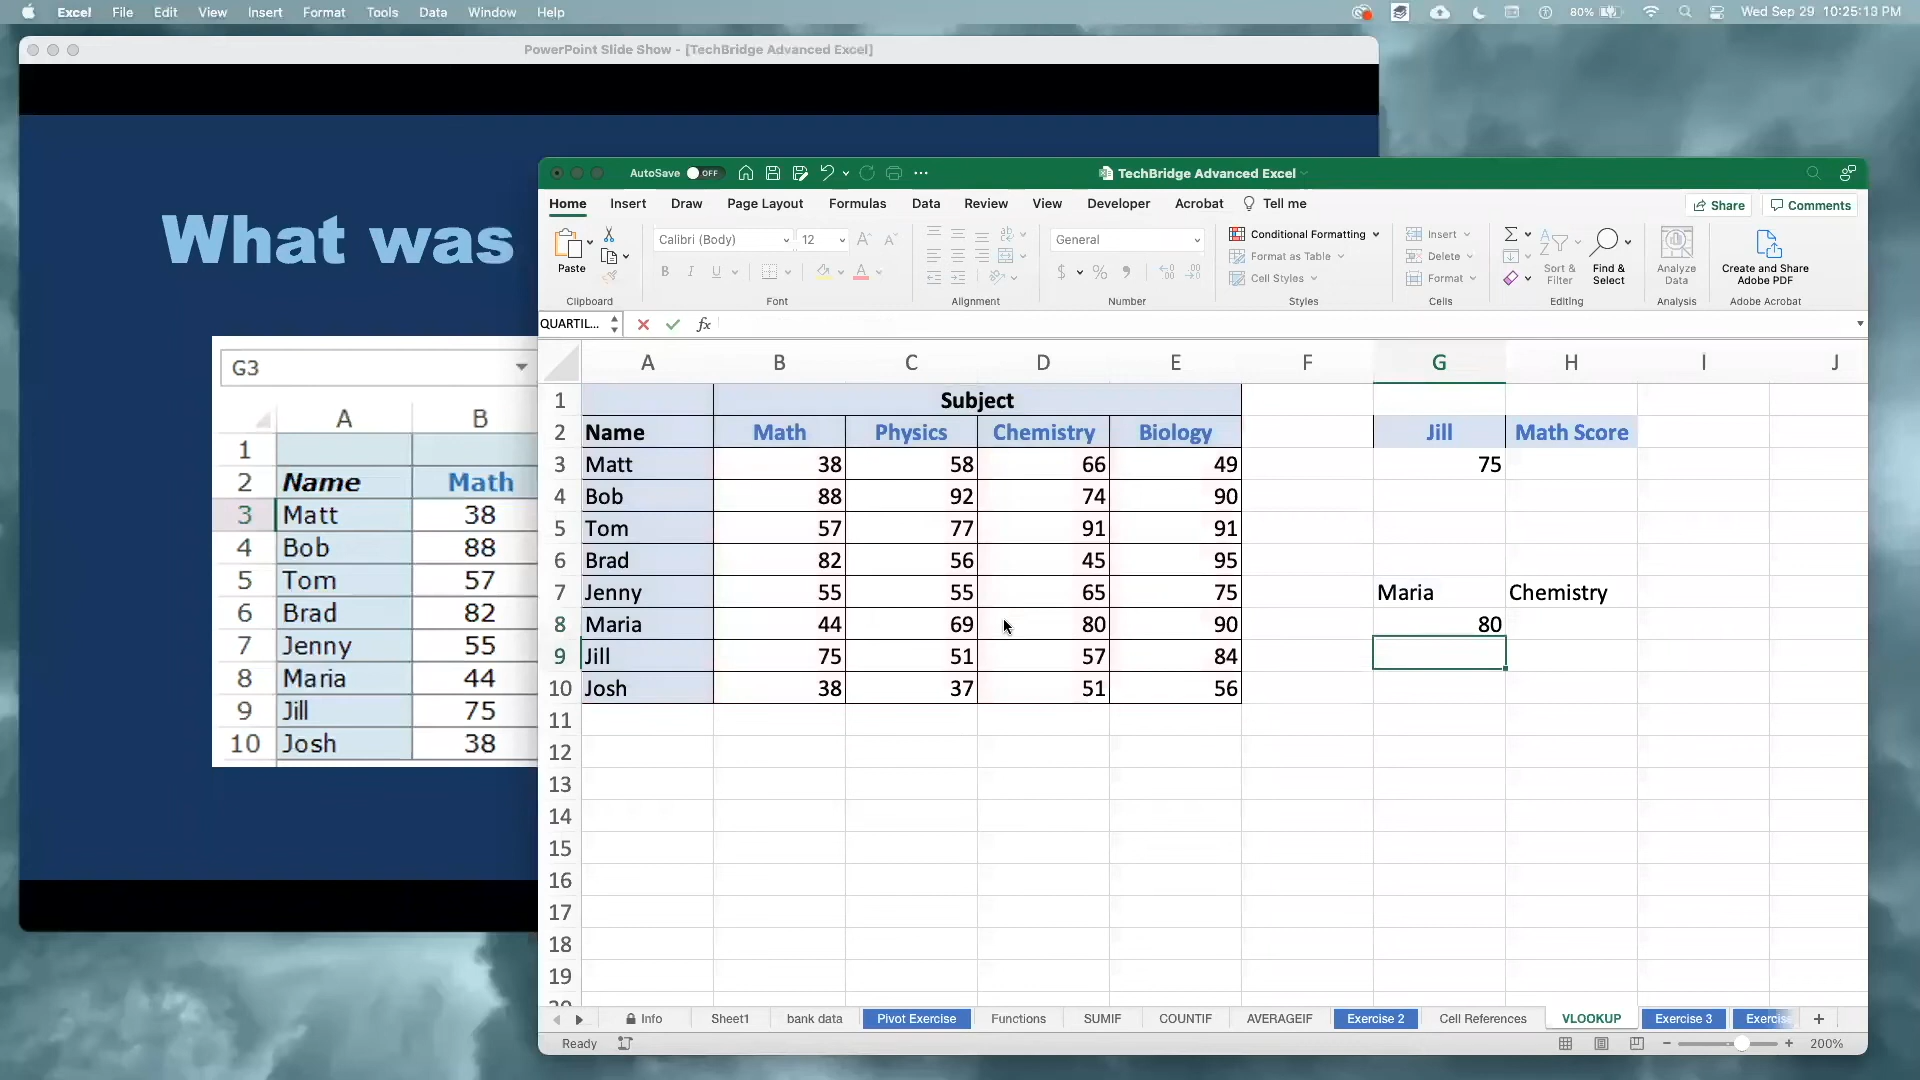 Excel File Edit View Insert Format Tools Data Window Help 80% Wed Sep 29 10:25:13 PM
PowerPoint Slide Show - [TechBridge Advanced Excel]
What was
G3
A B
1
2 Name Math
3 Matt 38
4 Bob 88
5 Tom 57
6 Brad 82
7 Jenny 55
8 Maria 44
9 Jill 75
10 Josh 38
AutoSave OFF TechBridge Advanced Excel
Home Insert Draw Page Layout Formulas Data Review View Developer Acrobat Tell me Share Comments
Paste Calibri (Body) 12 General Conditional Formatting Insert
B I U $ % Format as Table Delete Sort & Filter Find & Select Analyze Data Create and Share Adobe PDF
Cell Styles Format
Clipboard Font Alignment Number Styles Cells Editing Analysis Adobe Acrobat
QUARTIL... fx
A B C D E F G H I J
1 Subject
2 Name Math Physics Chemistry Biology Jill Math Score
3 Matt 38 58 66 49 75
4 Bob 88 92 74 90
5 Tom 57 77 91 91
6 Brad 82 56 45 95
7 Jenny 55 55 65 75 Maria Chemistry
8 Maria 44 69 80 90 80
9 Jill 75 51 57 84
10 Josh 38 37 51 56
11
12
13
14
15
16
17
18
19
Info Sheet1 bank data Pivot Exercise Functions SUMIF COUNTIF AVERAGEIF Exercise 2 Cell References VLOOKUP Exercise 3 Exercise
Ready 200%